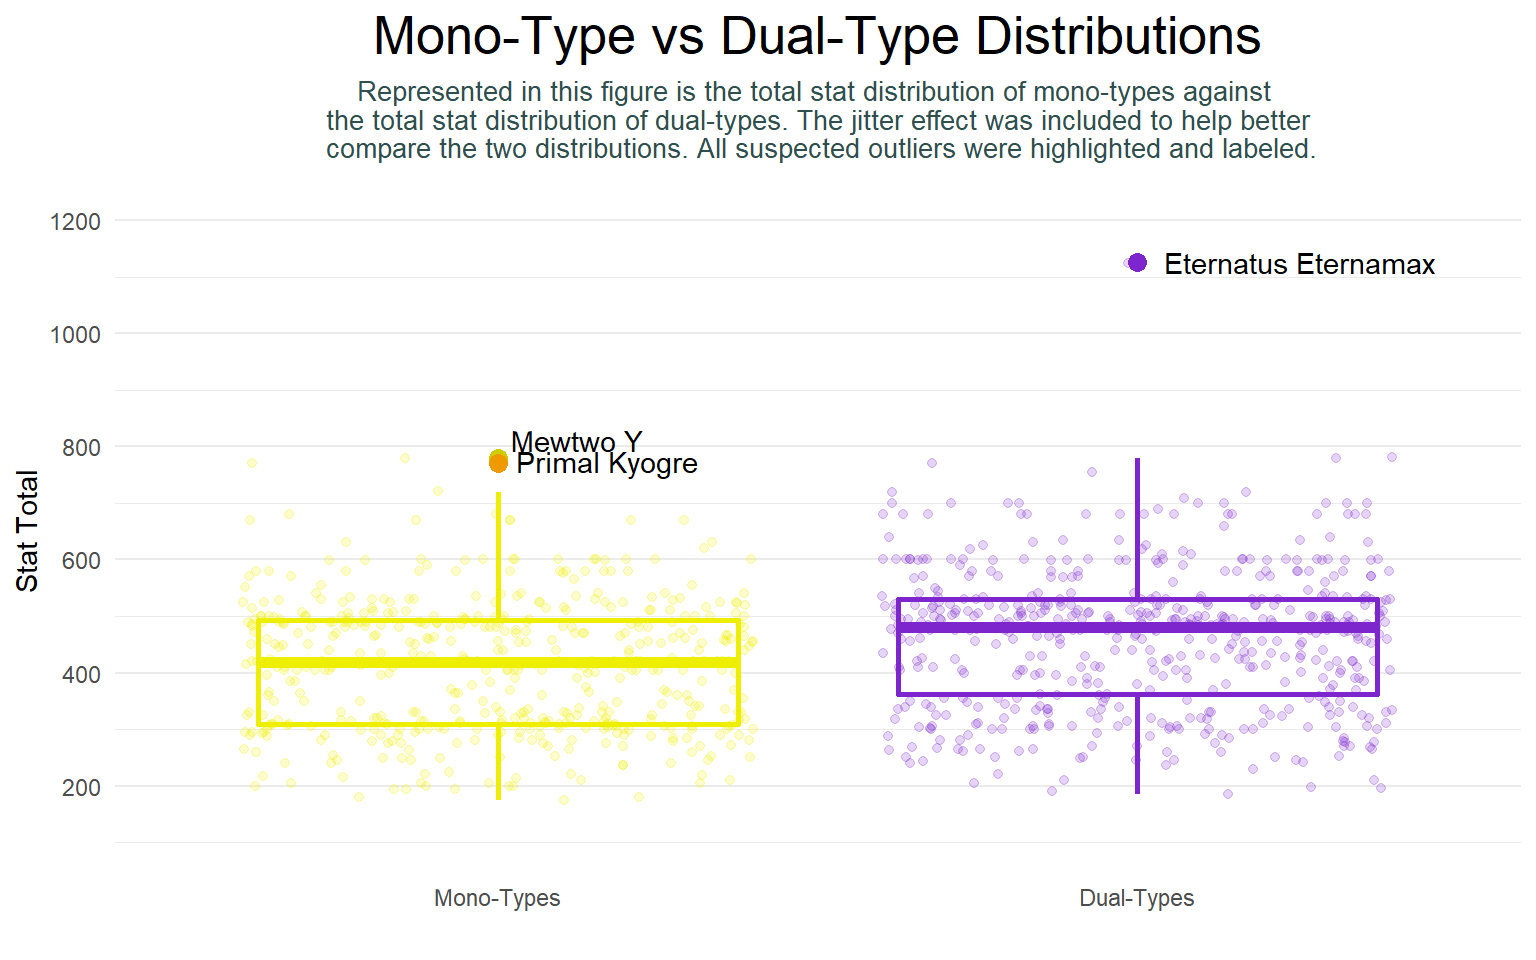 Mono-Type vs Dual-Type Distributions
Represented in this figure is the total stat distribution of mono-types against
the total stat distribution of dual-types. The jitter effect was included to help better
compare the two distributions. All suspected outliers were highlighted and labeled.
1200
Eternatus Eternamax
1000
800
Mewtwo Y
Primal Kyogre
Stat Total
600
400
200
Mono-Types
Dual-Types